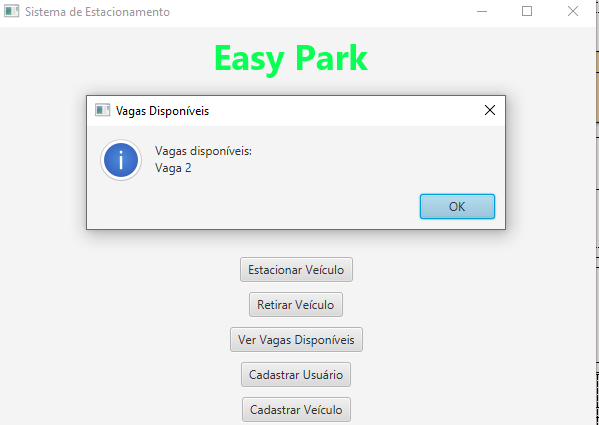 Sistema de Estacionamento
Easy Park
Vagas Disponíveis
i
Vagas disponíveis:
Vaga 2
OK
Estacionar Veículo
Retirar Veículo
Ver Vagas Disponíveis
Cadastrar Usuário
Cadastrar Veículo